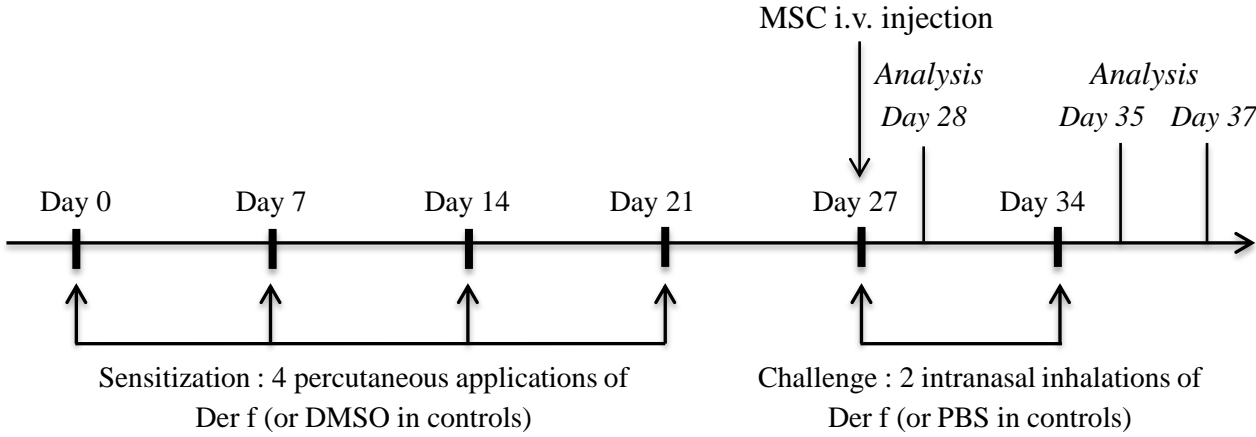 MSC i.v. injection
Analysis Analysis
Day 28 Day 35 Day 37
Day 0 Day 7 Day 14 Day 21 Day 27 Day 34
Sensitization : 4 percutaneous applications of
Der f (or DMSO in controls)
Challenge : 2 intranasal inhalations of
Der f (or PBS in controls)